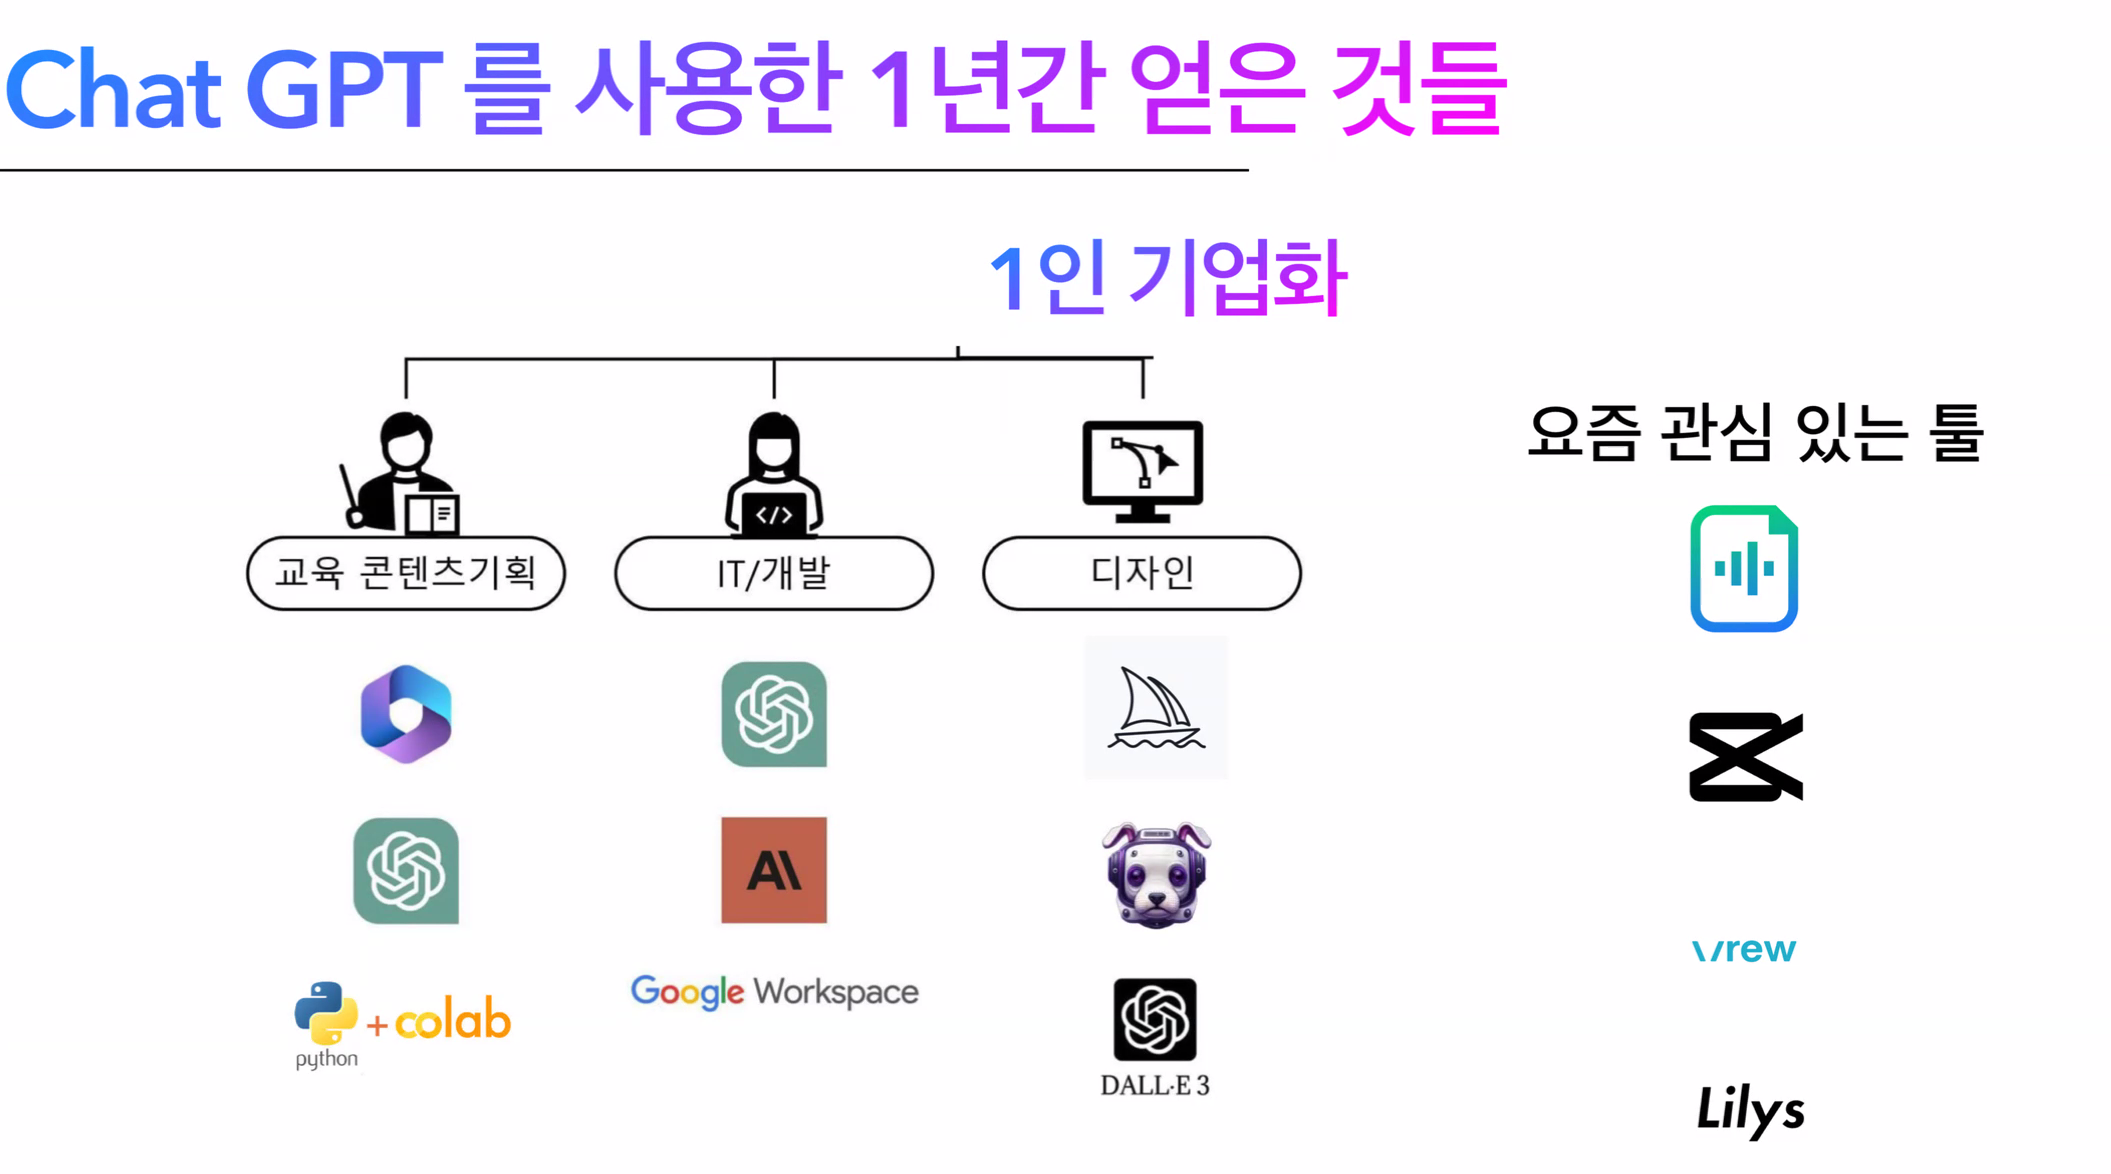 Chat GPT 를 사용한 1년간 얻은 것들
1인 기업화
교육 콘텐츠기획
IT/개발
</>
디자인
python
+ colab
A\
Google Workspace
DALL·E 3
요즘 관심 있는 툴
Vrew
Lilys